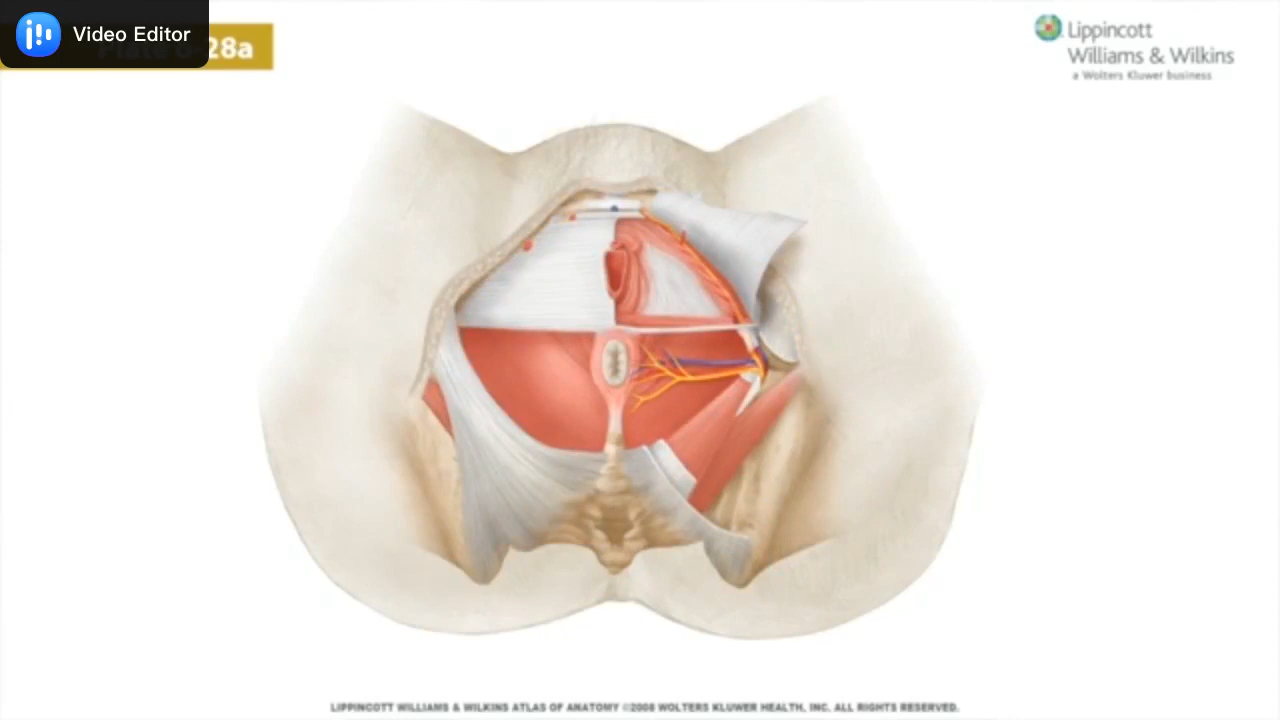 Video Editor
28a
Lippincott
Williams & Wilkins
a Wolters Kluwer business
LIPPINCOTT WILLIAMS & WILKINS ATLAS OF ANATOMY ©2008 WOLTERS KLUWER HEALTH, INC. ALL RIGHTS RESERVED.